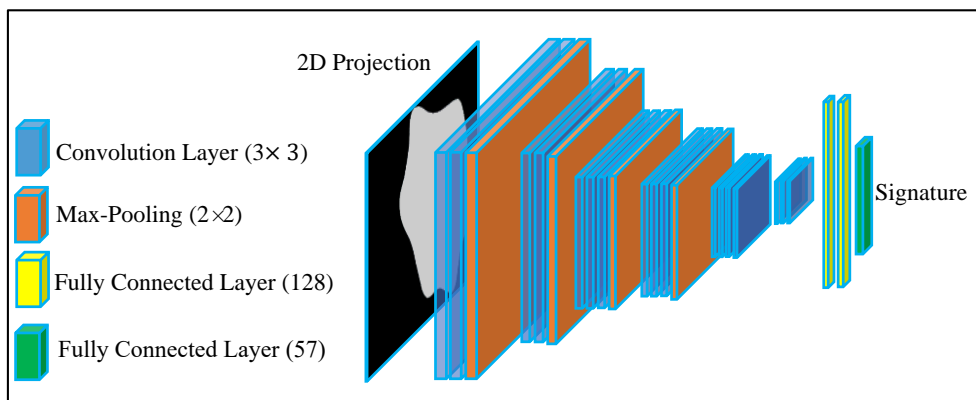 2D Projection
Convolution Layer (3× 3)
Max-Pooling (2×2)
Fully Connected Layer (128)
Fully Connected Layer (57)
Signature